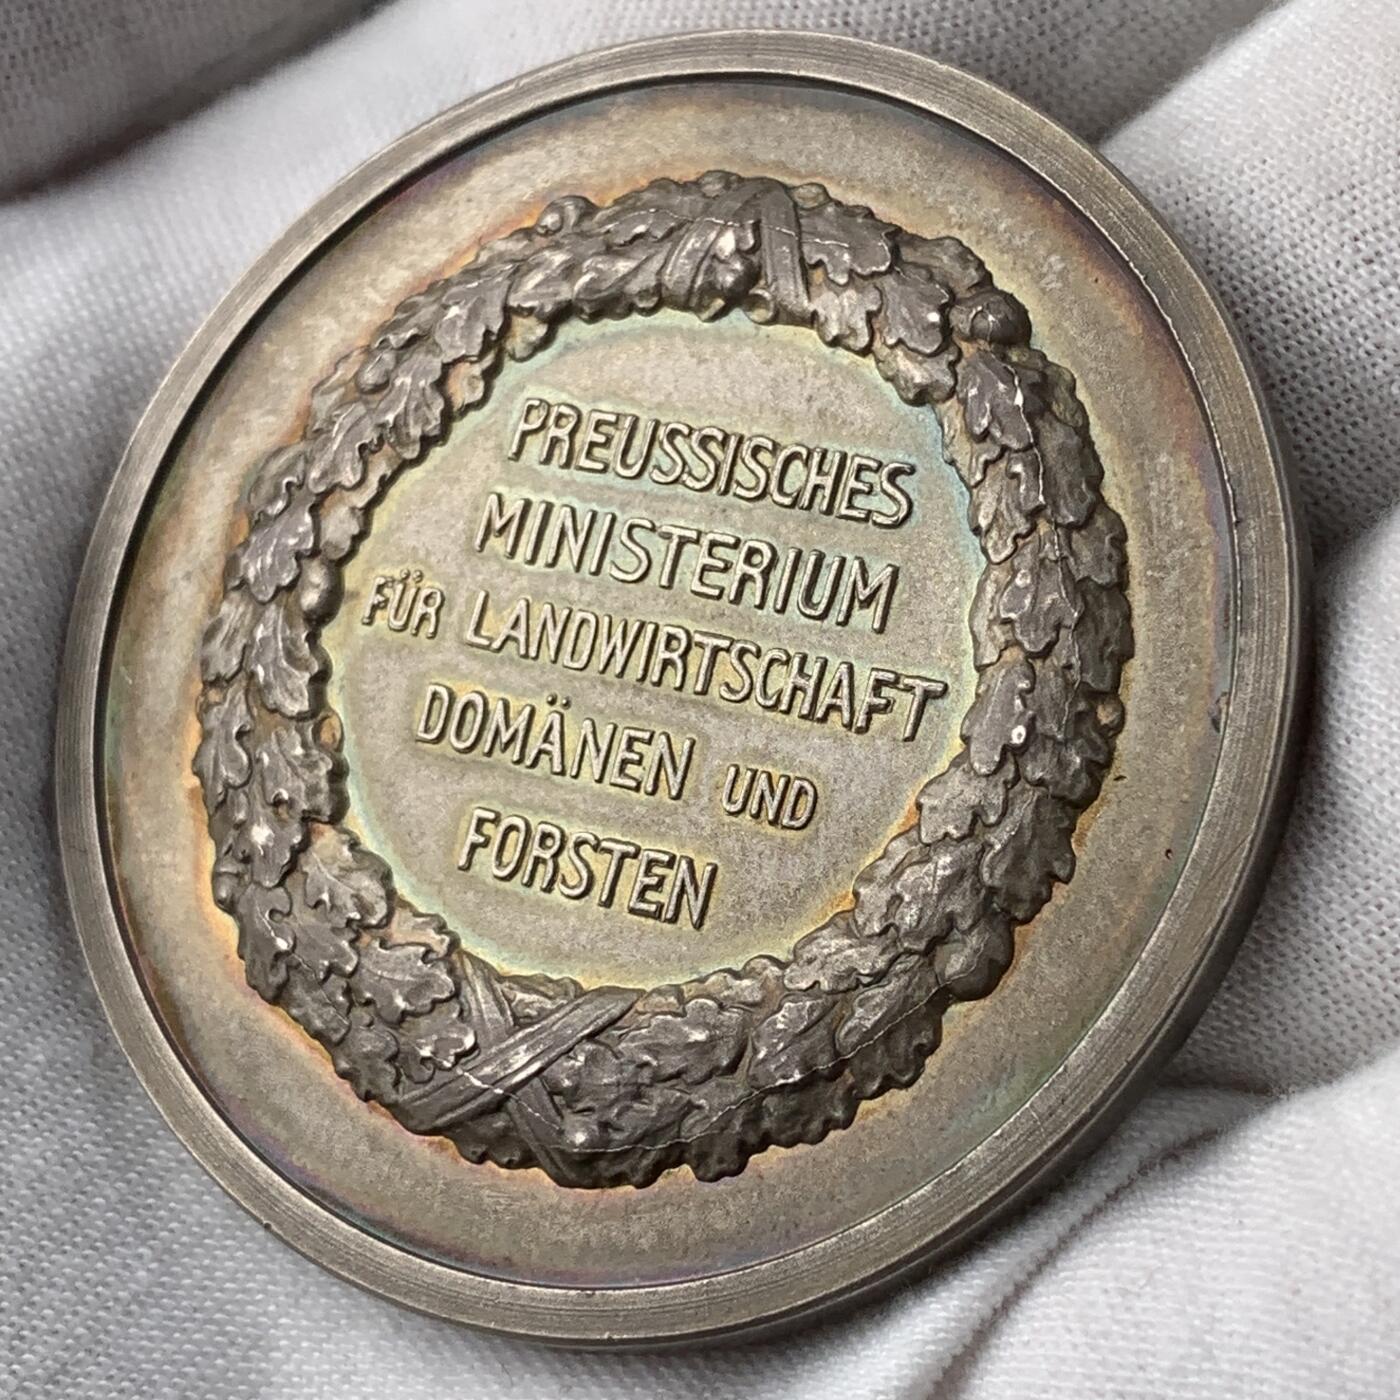 PREUSSISCHES
MINISTERIUM
FÜR LANDWIRTSCHAFT
DOMÄNEN UND
FORSTEN